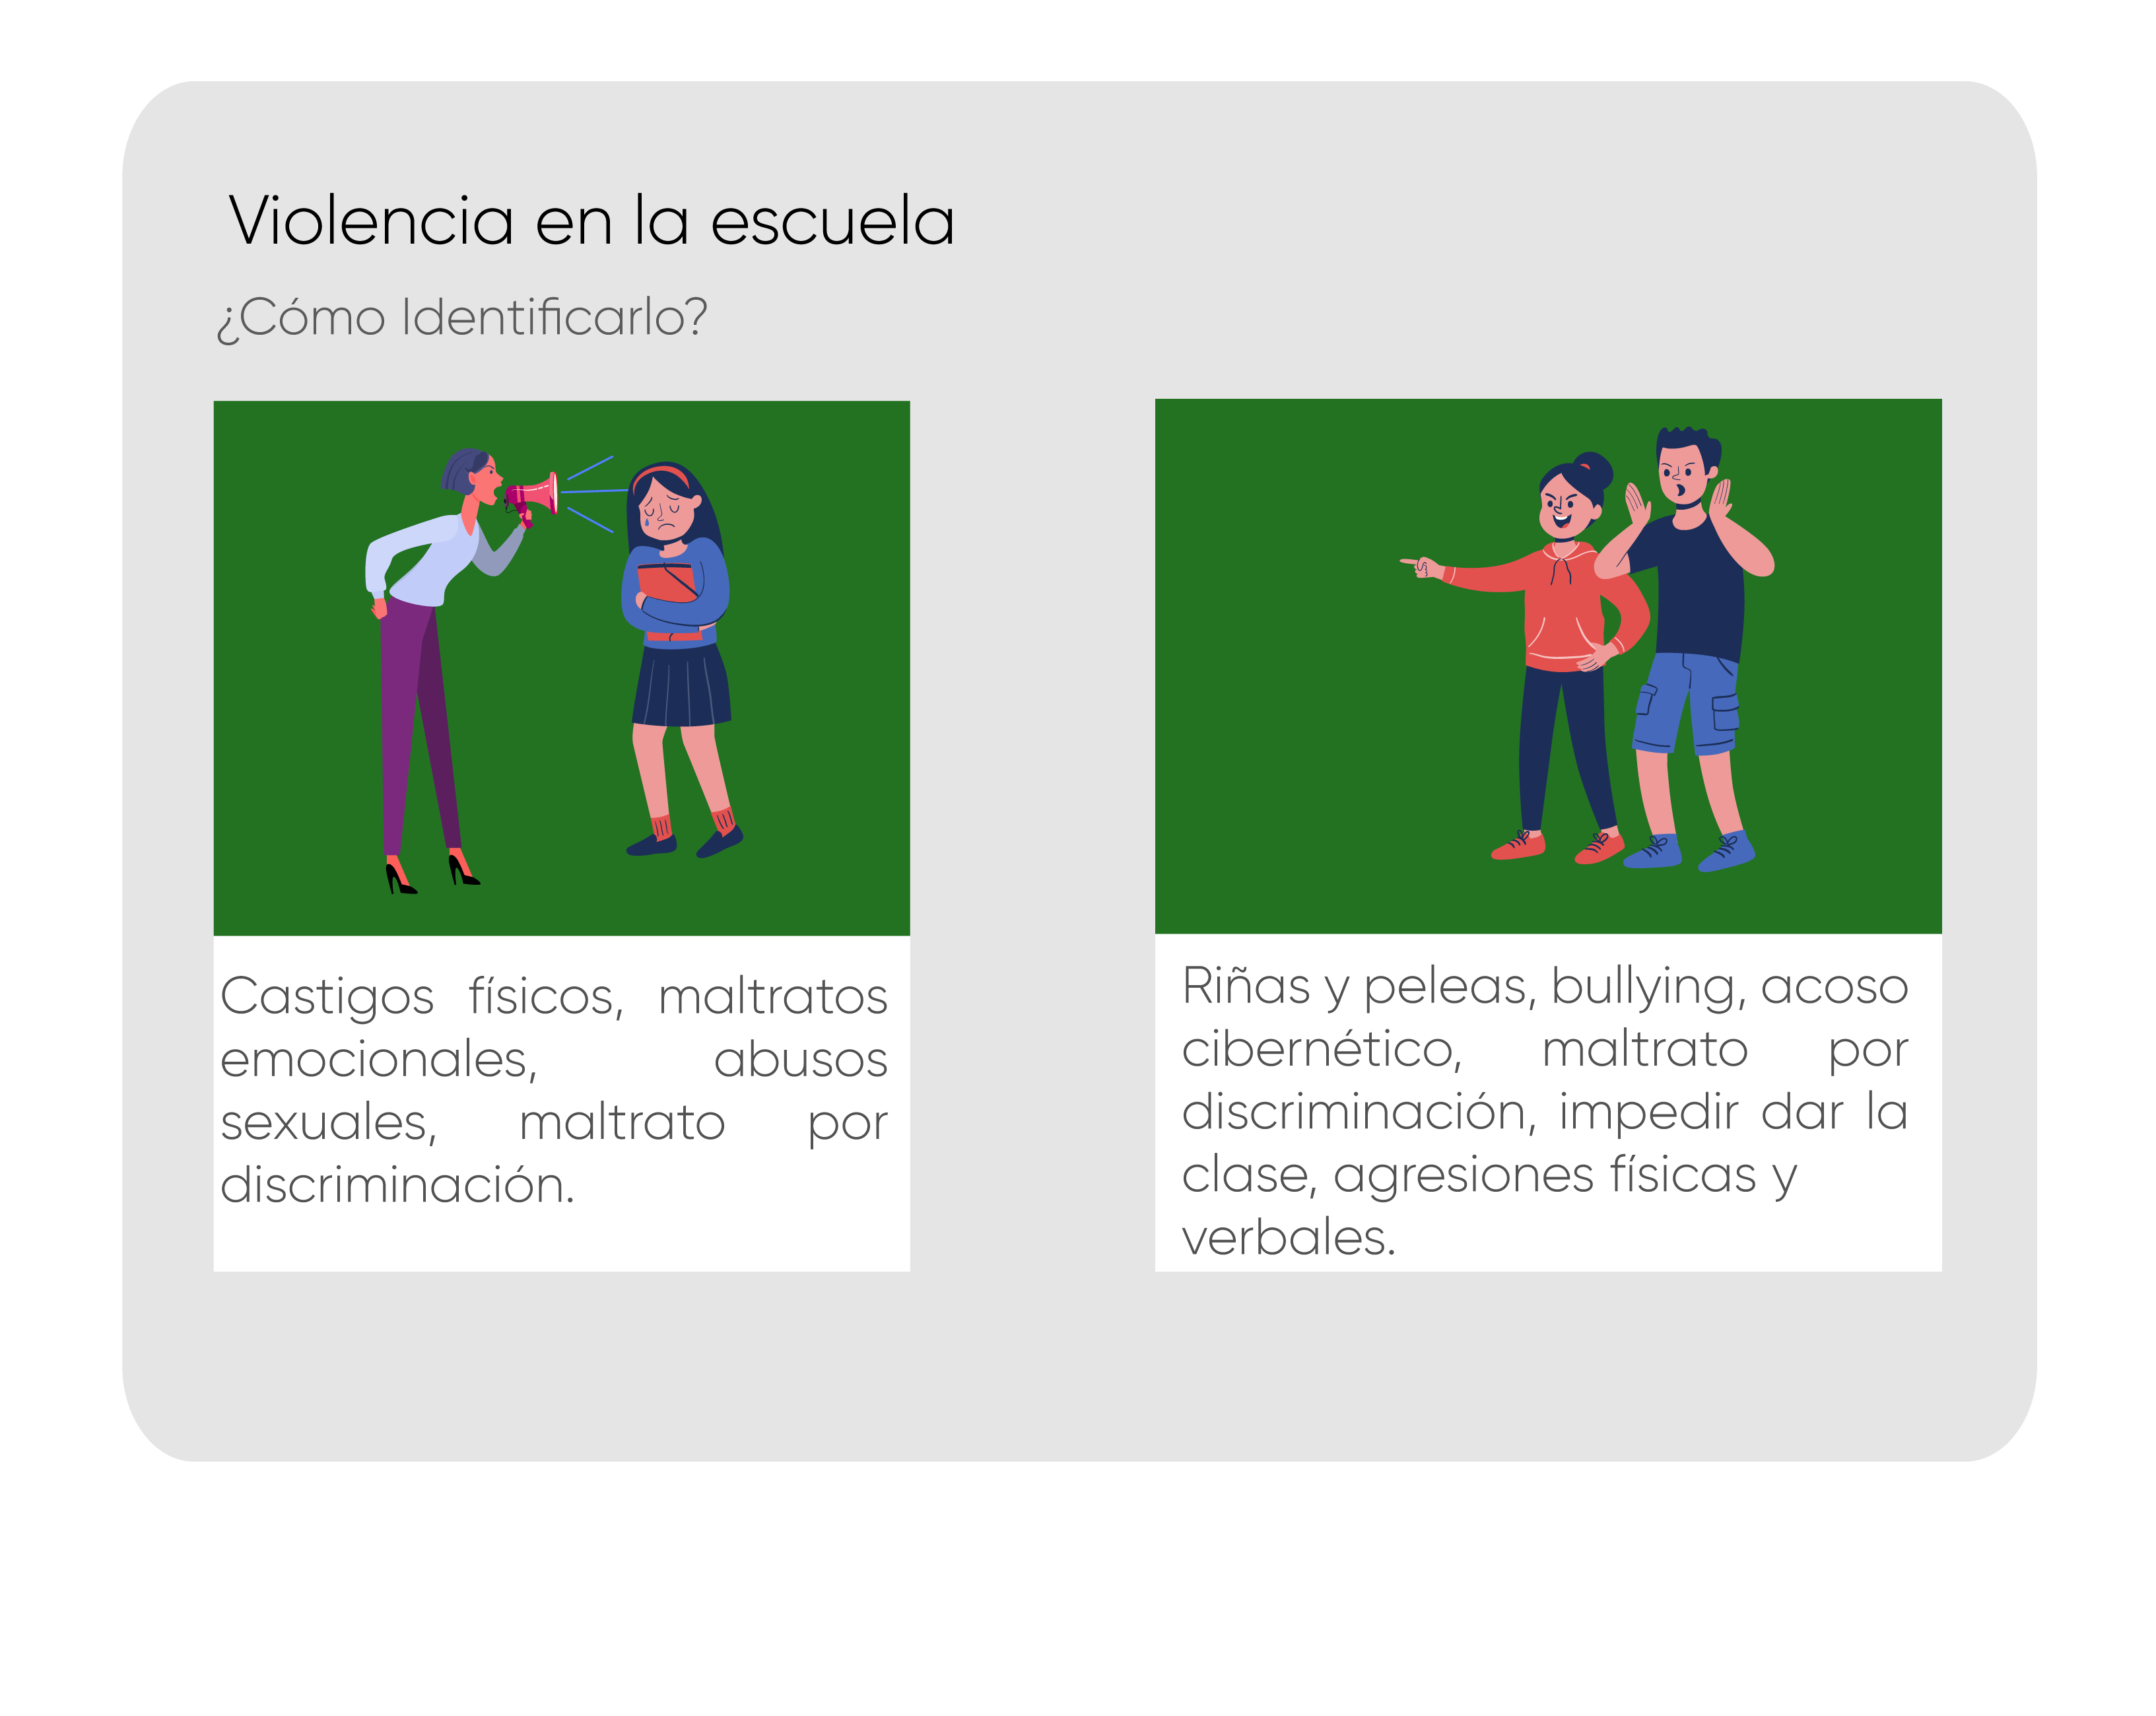 Violencia en la escuela
¿Cómo Identificarlo?
Castigos físicos, maltratos
emocionales, abusos
sexuales, maltrato por
discriminación.
Riñas y peleas, bullying, acoso
cibernético, maltrato por
discriminación, impedir dar la
clase, agresiones físicas y
verbales.